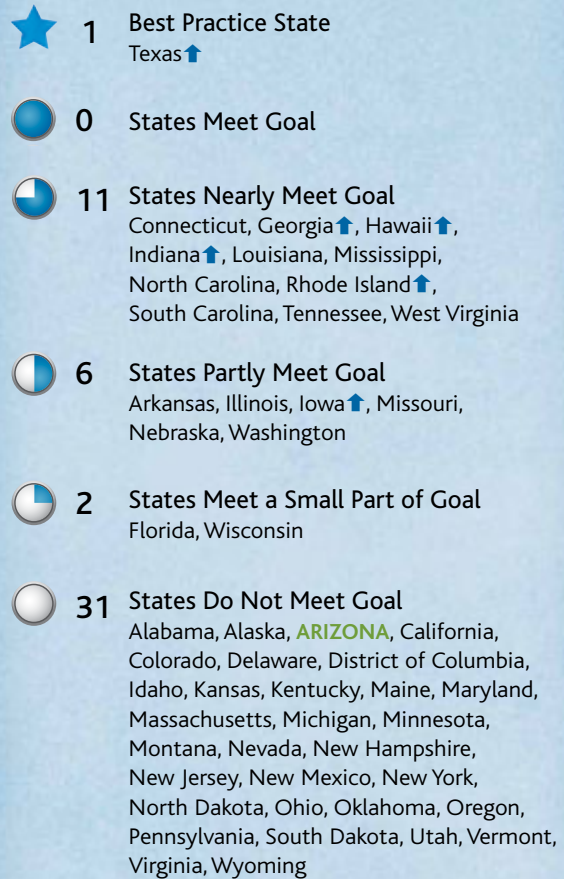 1 Best Practice State
Texas⬆
0 States Meet Goal
11 States Nearly Meet Goal
Connecticut, Georgia⬆, Hawaii⬆,
Indiana⬆, Louisiana, Mississippi,
North Carolina, Rhode Island⬆,
South Carolina, Tennessee, West Virginia
6 States Partly Meet Goal
Arkansas, Illinois, Iowa⬆, Missouri,
Nebraska, Washington
2 States Meet a Small Part of Goal
Florida, Wisconsin
31 States Do Not Meet Goal
Alabama, Alaska, ARIZONA, California,
Colorado, Delaware, District of Columbia,
Idaho, Kansas, Kentucky, Maine, Maryland,
Massachusetts, Michigan, Minnesota,
Montana, Nevada, New Hampshire,
New Jersey, New Mexico, New York,
North Dakota, Ohio, Oklahoma, Oregon,
Pennsylvania, South Dakota, Utah, Vermont,
Virginia, Wyoming